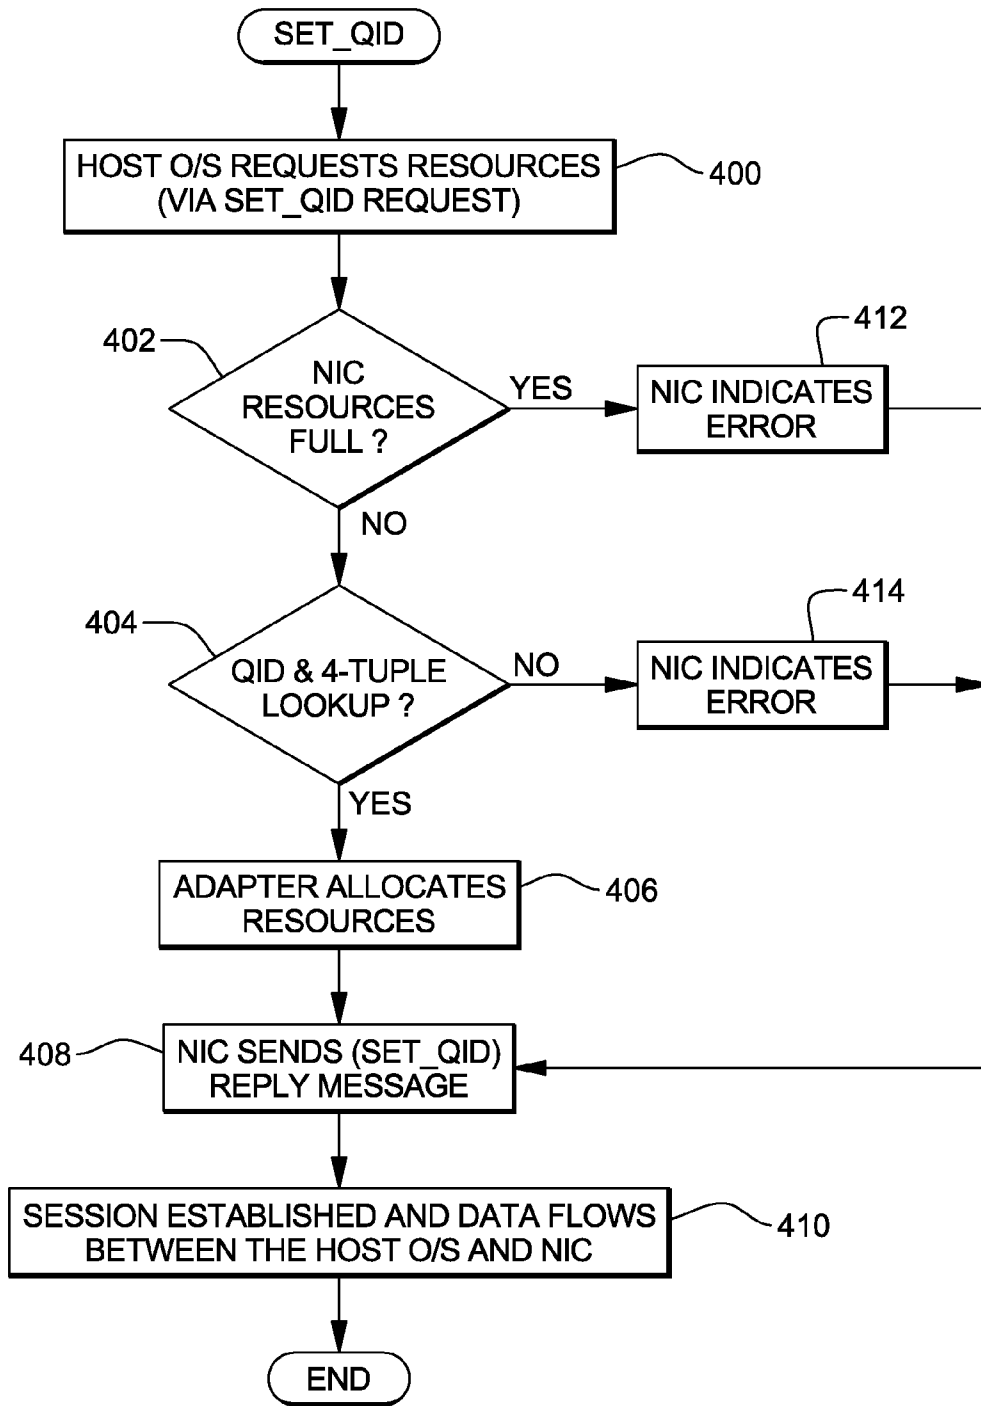 SET_QID
HOST O/S REQUESTS RESOURCES
(VIA SET_QID REQUEST)
400
402
NIC
RESOURCES
FULL ?
YES
412
NIC INDICATES
ERROR
NO
404
QID & 4-TUPLE
LOOKUP ?
NO
414
NIC INDICATES
ERROR
YES
ADAPTER ALLOCATES
RESOURCES
406
408
NIC SENDS (SET_QID)
REPLY MESSAGE
SESSION ESTABLISHED AND DATA FLOWS
BETWEEN THE HOST O/S AND NIC
410
END